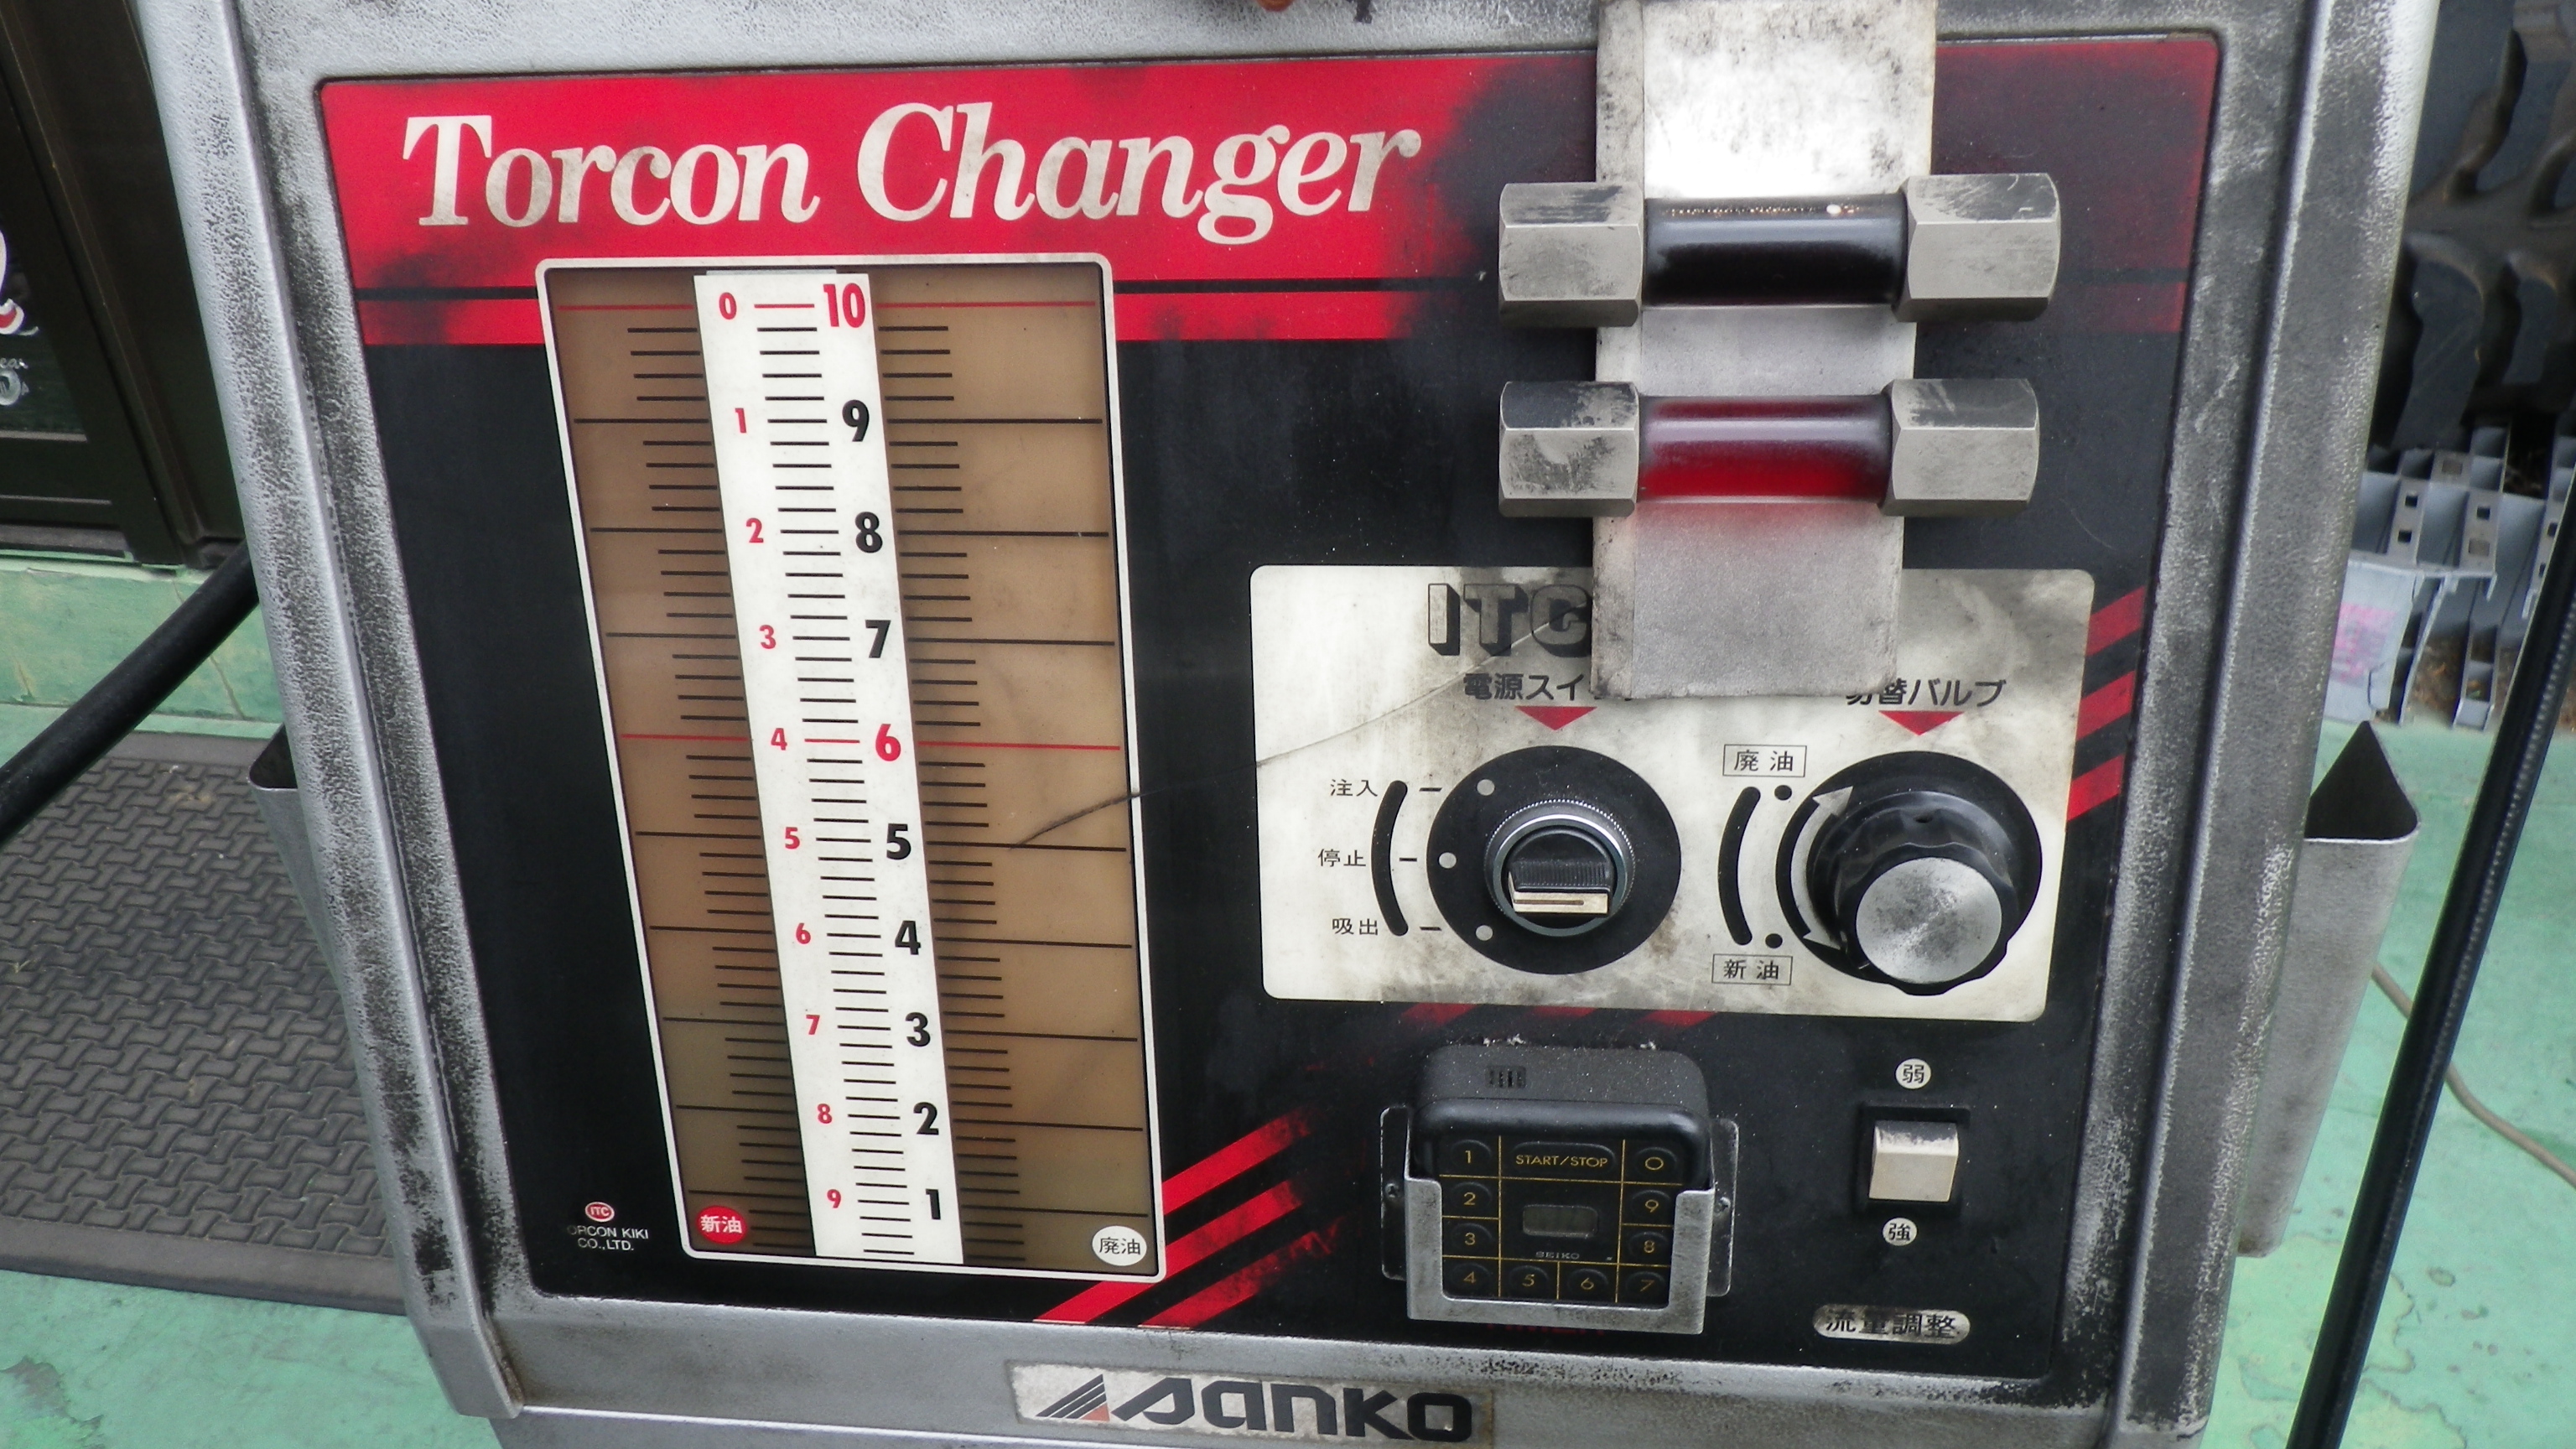 Torcon Changer
0 10
1 9
2 8
3 7
4 6
5 5
6 4
7 3
8 2
9 1
新油
廃油
ITC
ORCON KIKI
CO.,LTD.
ITC
電源スイ
切替バルブ
注入
停止
吸出
廃油
新油
1 START/STOP 0
2 9
3 SEIKO 8
4 5 6 7
弱
強
流量調整
SANKO